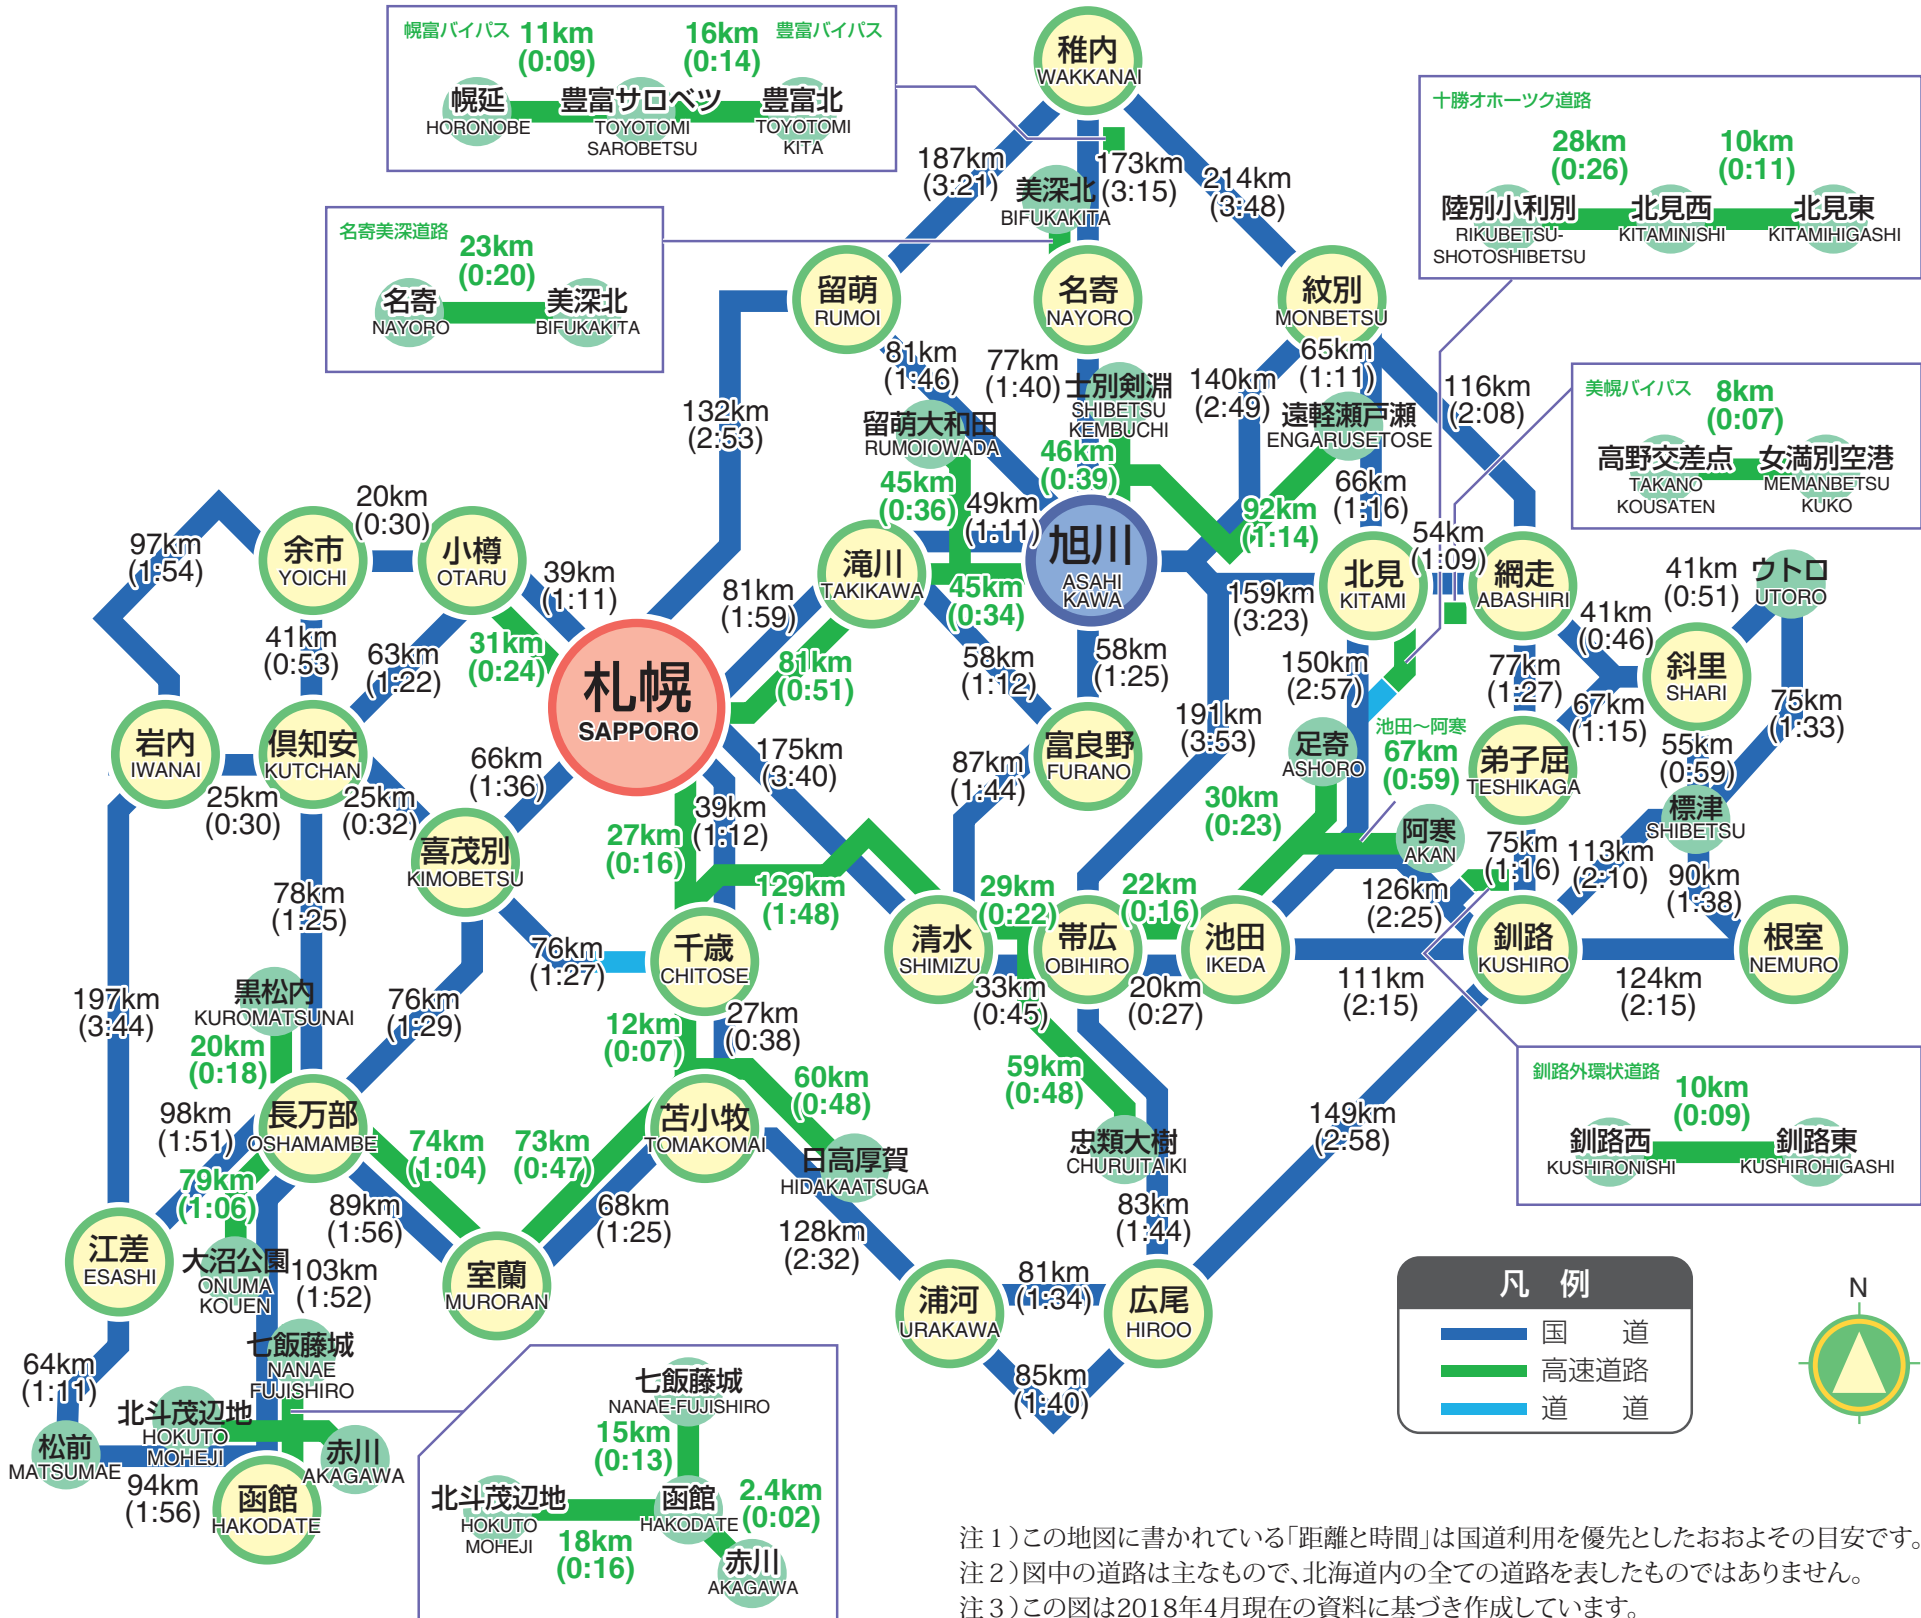 幌富バイパス
11km
(0:09)
16km
(0:14)
豊富バイパス
幌延
HORONOBE
豊富サロベツ
TOYOTOMI
SAROBETSU
豊富北
TOYOTOMI
KITA
稚内
WAKKANAI
十勝オホーツク道路
28km
(0:26)
10km
(0:11)
陸別小利別
RIKUBETSU-
SHOTOSHIBETSU
北見西
KITAMINISHI
北見東
KITAMIHIGASHI
187km
(3:21)
173km
(3:15)
214km
(3:48)
美深北
BIFUKAKITA
名寄美深道路
23km
(0:20)
名寄
NAYORO
美深北
BIFUKAKITA
留萌
RUMOI
名寄
NAYORO
紋別
MONBETSU
81km
(1:46)
77km
(1:40)
士別剣淵
SHIBETSU
KEMBUCHI
140km
(2:49)
65km
(1:11)
116km
(2:08)
美幌バイパス
8km
(0:07)
高野交差点
TAKANO
KOUSATEN
女満別空港
MEMANBETSU
KUKO
132km
(2:53)
留萌大和田
RUMOIOWADA
遠軽瀬戸瀬
ENGARUSETOSE
45km
(0:36)
46km
(0:39)
49km
(1:11)
92km
(1:14)
66km
(1:16)
54km
(1:09)
97km
(1:54)
20km
(0:30)
余市
YOICHI
小樽
OTARU
39km
(1:11)
滝川
TAKIKAWA
旭川
ASAHI
KAWA
北見
KITAMI
網走
ABASHIRI
41km
(0:51)
ウトロ
UTORO
81km
(1:59)
45km
(0:34)
159km
(3:23)
41km
(0:46)
41km
(0:53)
63km
(1:22)
31km
(0:24)
札幌
SAPPORO
81km
(0:51)
58km
(1:12)
58km
(1:25)
150km
(2:57)
77km
(1:27)
67km
(1:15)
斜里
SHARI
75km
(1:33)
岩内
IWANAI
倶知安
KUTCHAN
66km
(1:36)
175km
(3:40)
富良野
FURANO
87km
(1:44)
191km
(3:53)
足寄
ASHORO
池田～阿寒
67km
(0:59)
弟子屈
TESHIKAGA
55km
(0:59)
25km
(0:30)
25km
(0:32)
喜茂別
KIMOBETSU
39km
(1:12)
27km
(0:16)
30km
(0:23)
阿寒
AKAN
標津
SHIBETSU
129km
(1:48)
29km
(0:22)
22km
(0:16)
126km
(2:25)
75km
(1:16)
113km
(2:10)
90km
(1:38)
78km
(1:25)
76km
(1:27)
千歳
CHITOSE
清水
SHIMIZU
帯広
OBIHIRO
池田
IKEDA
釧路
KUSHIRO
根室
NEMURO
197km
(3:44)
黒松内
KUROMATSUNAI
76km
(1:29)
33km
(0:45)
20km
(0:27)
111km
(2:15)
124km
(2:15)
20km
(0:18)
12km
(0:07)
27km
(0:38)
60km
(0:48)
59km
(0:48)
釧路外環状道路
10km
(0:09)
釧路西
KUSHIRONISHI
釧路東
KUSHIROHIGASHI
98km
(1:51)
長万部
OSHAMAMBE
74km
(1:04)
73km
(0:47)
苫小牧
TOMAKOMAI
日高厚賀
HIDAKAATSUGA
忠類大樹
CHURUITAIKI
149km
(2:58)
79km
(1:06)
89km
(1:56)
68km
(1:25)
128km
(2:32)
83km
(1:44)
江差
ESASHI
大沼公園
ONUMA
KOUEN
103km
(1:52)
室蘭
MURORAN
浦河
URAKAWA
81km
(1:34)
広尾
HIROO
85km
(1:40)
64km
(1:11)
七飯藤城
NANAE
FUJISHIRO
北斗茂辺地
HOKUTO
MOHEJI
赤川
AKAGAWA
松前
MATSUMAE
94km
(1:56)
函館
HAKODATE
七飯藤城
NANAE-FUJISHIRO
15km
(0:13)
北斗茂辺地
HOKUTO
MOHEJI
18km
(0:16)
函館
HAKODATE
2.4km
(0:02)
赤川
AKAGAWA
凡 例
国 道
高速道路
道 道
N
注1)この地図に書かれている「距離と時間」は国道利用を優先としたおおよその目安です。
注2)図中の道路は主なもので、北海道内の全ての道路を表したものではありません。
注3)この図は2018年4月現在の資料に基づき作成しています。